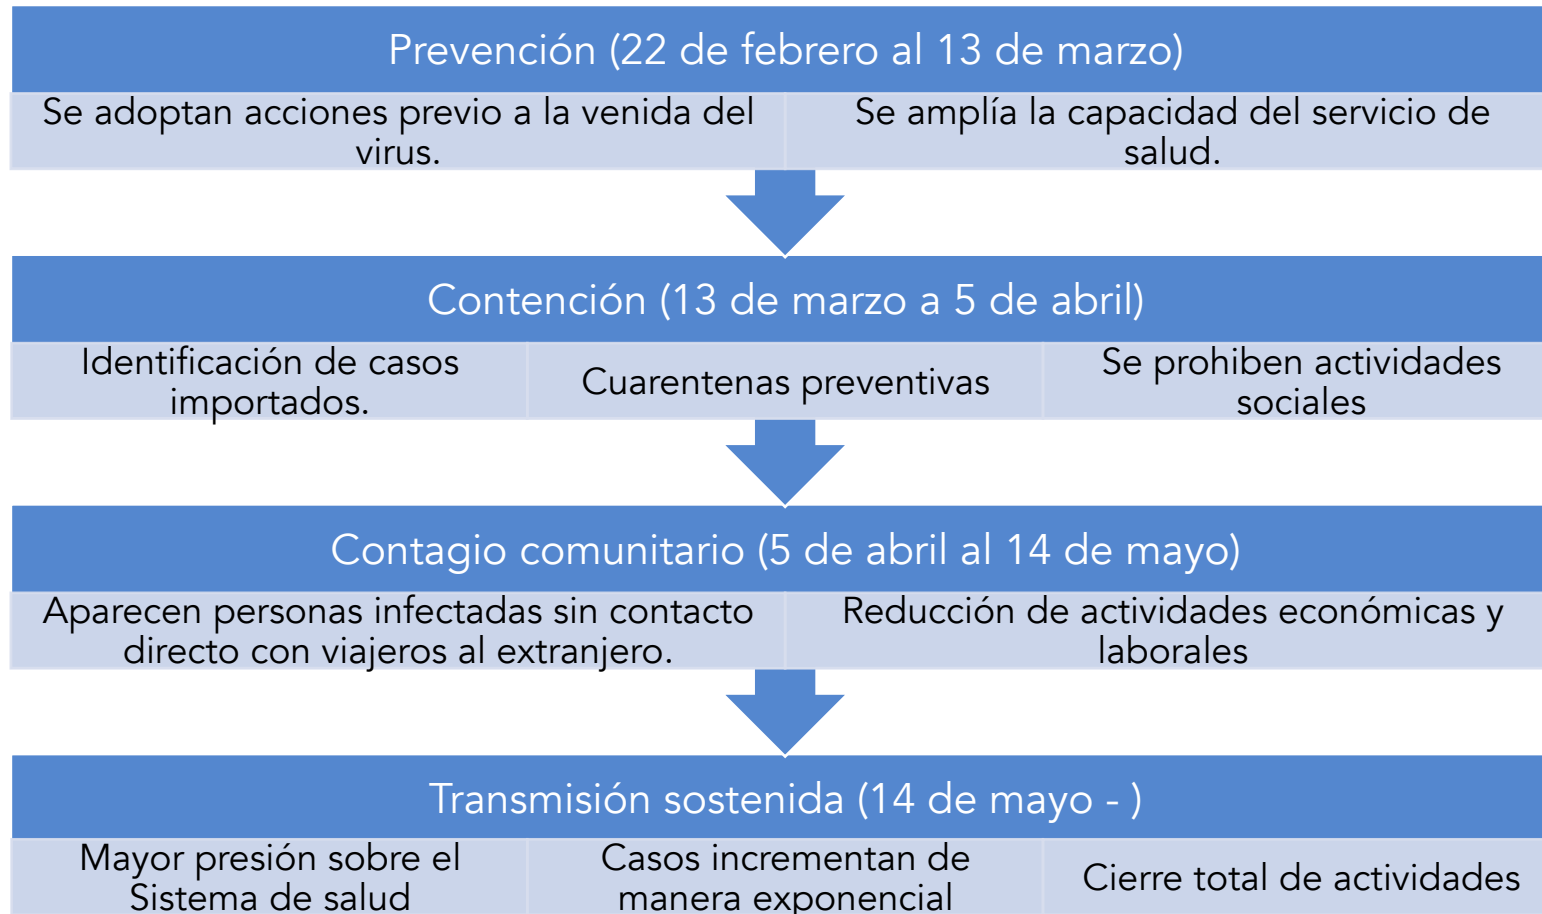 Prevención (22 de febrero al 13 de marzo)
Se adoptan acciones previo a la venida del
virus.
Se amplía la capacidad del servicio de
salud.
Contención (13 de marzo a 5 de abril)
Identificación de casos
importados.
Cuarentenas preventivas
Se prohiben actividades
sociales
Contagio comunitario (5 de abril al 14 de mayo)
Aparecen personas infectadas sin contacto
directo con viajeros al extranjero.
Reducción de actividades económicas y
laborales
Transmisión sostenida (14 de mayo - )
Mayor presión sobre el
Sistema de salud
Casos incrementan de
manera exponencial
Cierre total de actividades